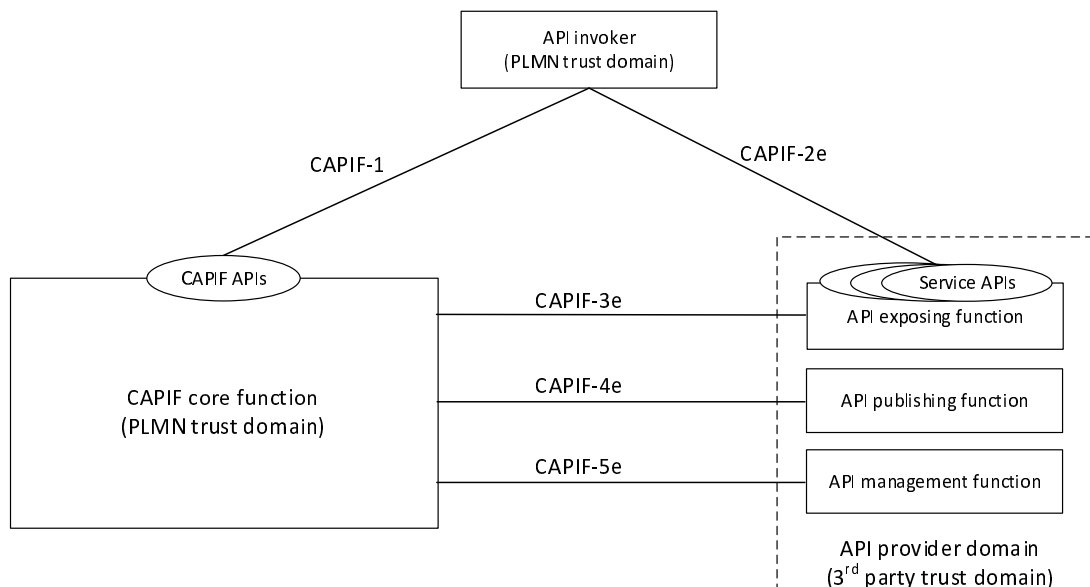 API invoker
(PLMN trust domain)
CAPIF-1
CAPIF-2e
CAPIF APIs
Service APIs
CAPIF-3e
API exposing function
CAPIF core function
(PLMN trust domain)
CAPIF-4e
API publishing function
CAPIF-5e
API management function
API provider domain
(3rd party trust domain)